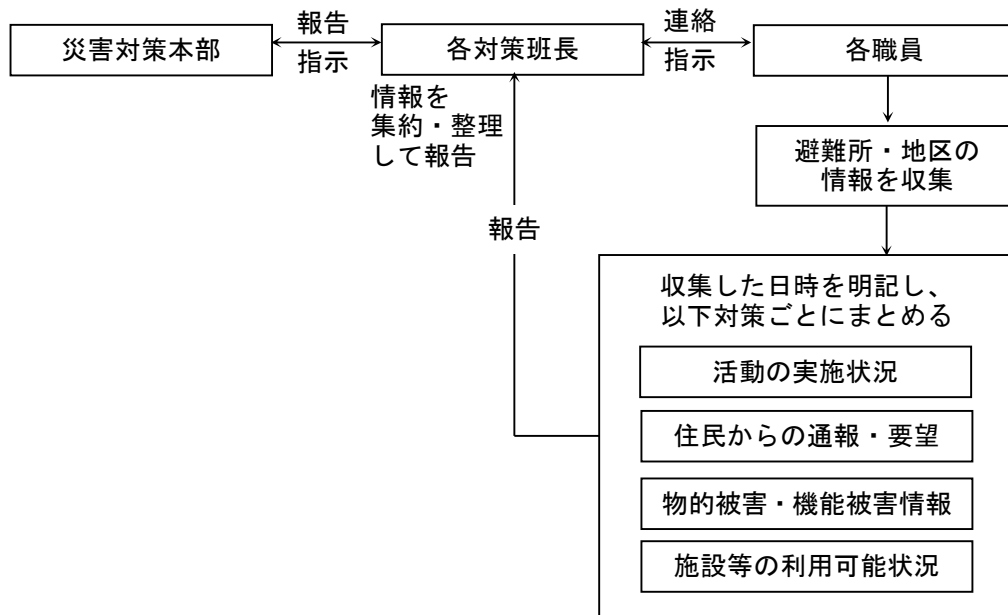 災害対策本部
報告
指示
各対策班長
連絡
指示
各職員
情報を
集約・整理
して報告
避難所・地区の
情報を収集
報告
収集した日時を明記し、
以下対策ごとにまとめる
活動の実施状況
住民からの通報・要望
物的被害・機能被害情報
施設等の利用可能状況